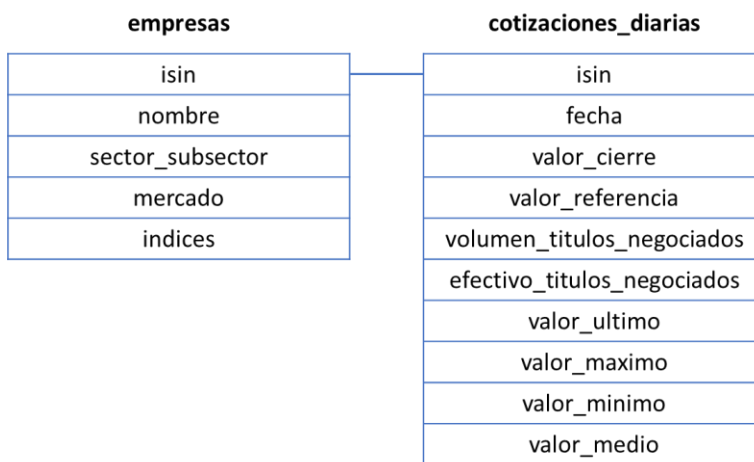 empresas
isin
nombre
sector_subsector
mercado
indices
cotizaciones_diarias
isin
fecha
valor_cierre
valor_referencia
volumen_titulos_negociados
efectivo_titulos_negociados
valor_ultimo
valor_maximo
valor_minimo
valor_medio